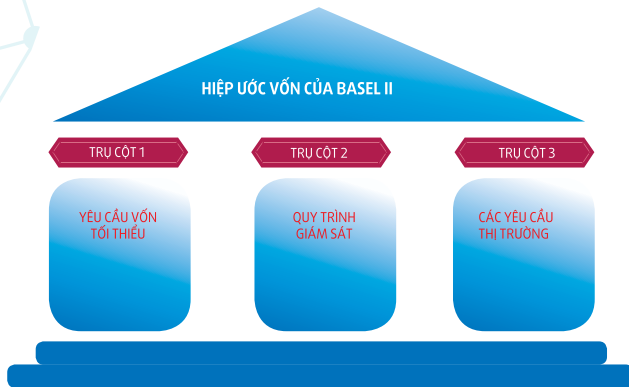 HIỆP ƯỚC VỐN CỦA BASEL II
TRỤ CỘT 1
TRỤ CỘT 2
TRỤ CỘT 3
YÊU CẦU VỐN
TỐI THIỂU
QUY TRÌNH
GIÁM SÁT
CÁC YÊU CẦU
THỊ TRƯỜNG